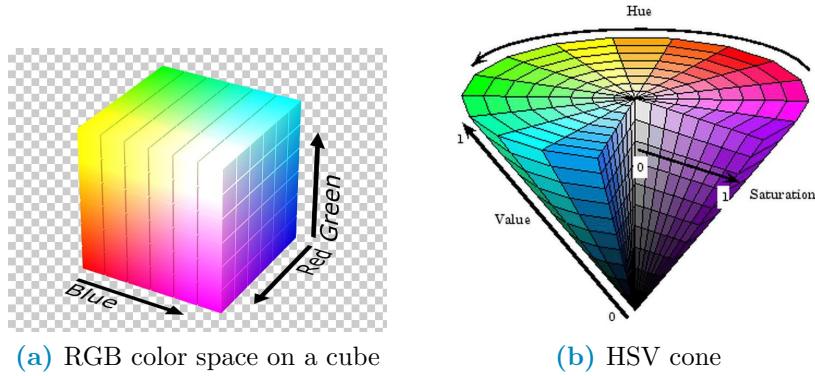 Blue
Red
Green
(a) RGB color space on a cube
Hue
1
0
1
Saturation
Value
0
(b) HSV cone